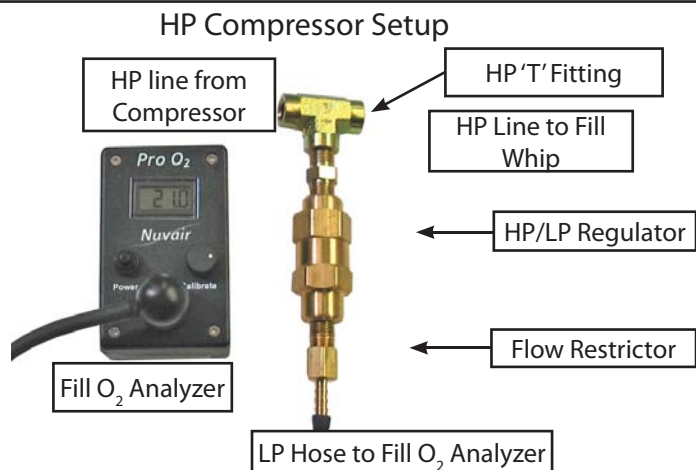 HP Compressor Setup
HP line from
Compressor
HP ‘T’ Fitting
HP Line to Fill
Whip
Pro O₂
21.0
Nuvair
Power
Calibrate
HP/LP Regulator
Flow Restrictor
Fill O₂ Analyzer
LP Hose to Fill O₂ Analyzer